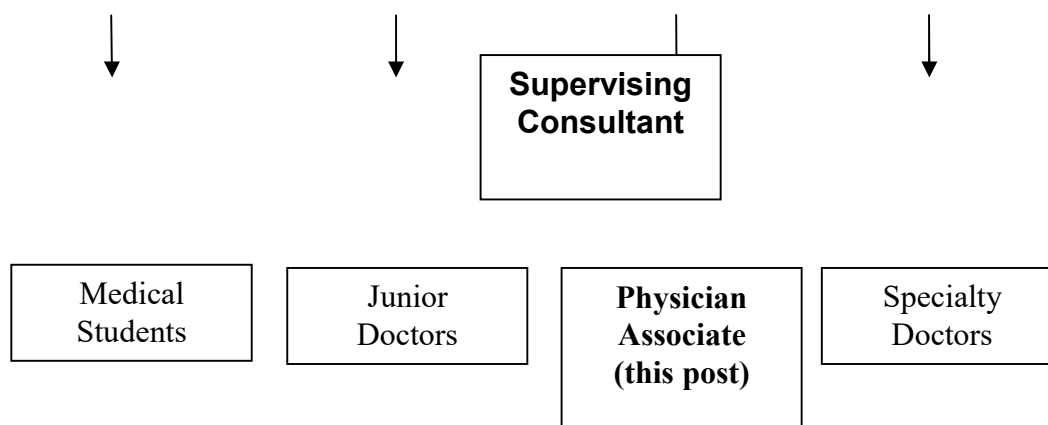 Supervising
Consultant
Medical
Students
Junior
Doctors
Physician
Associate
(this post)
Specialty
Doctors